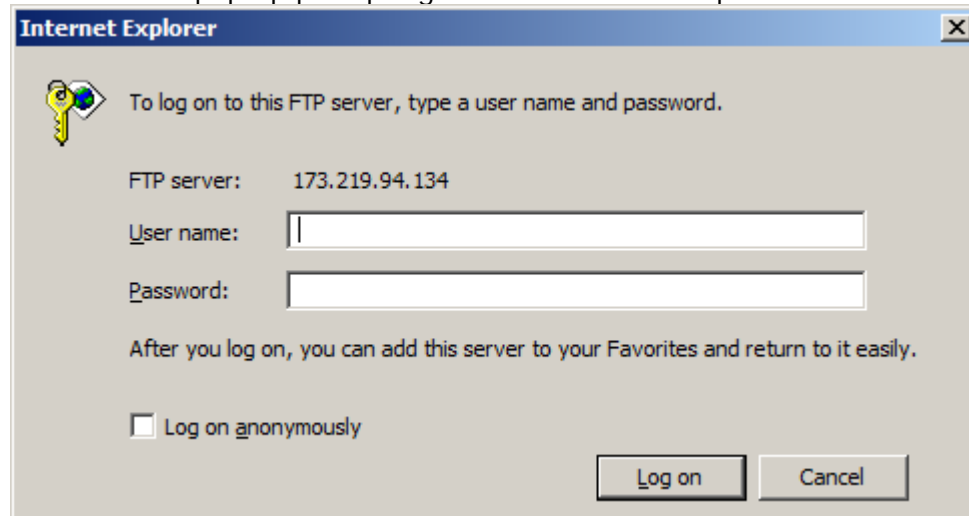 Internet Explorer
To log on to this FTP server, type a user name and password.
FTP server: 173.219.94.134
User name:
Password:
After you log on, you can add this server to your Favorites and return to it easily.
Log on anonymously
Log on Cancel